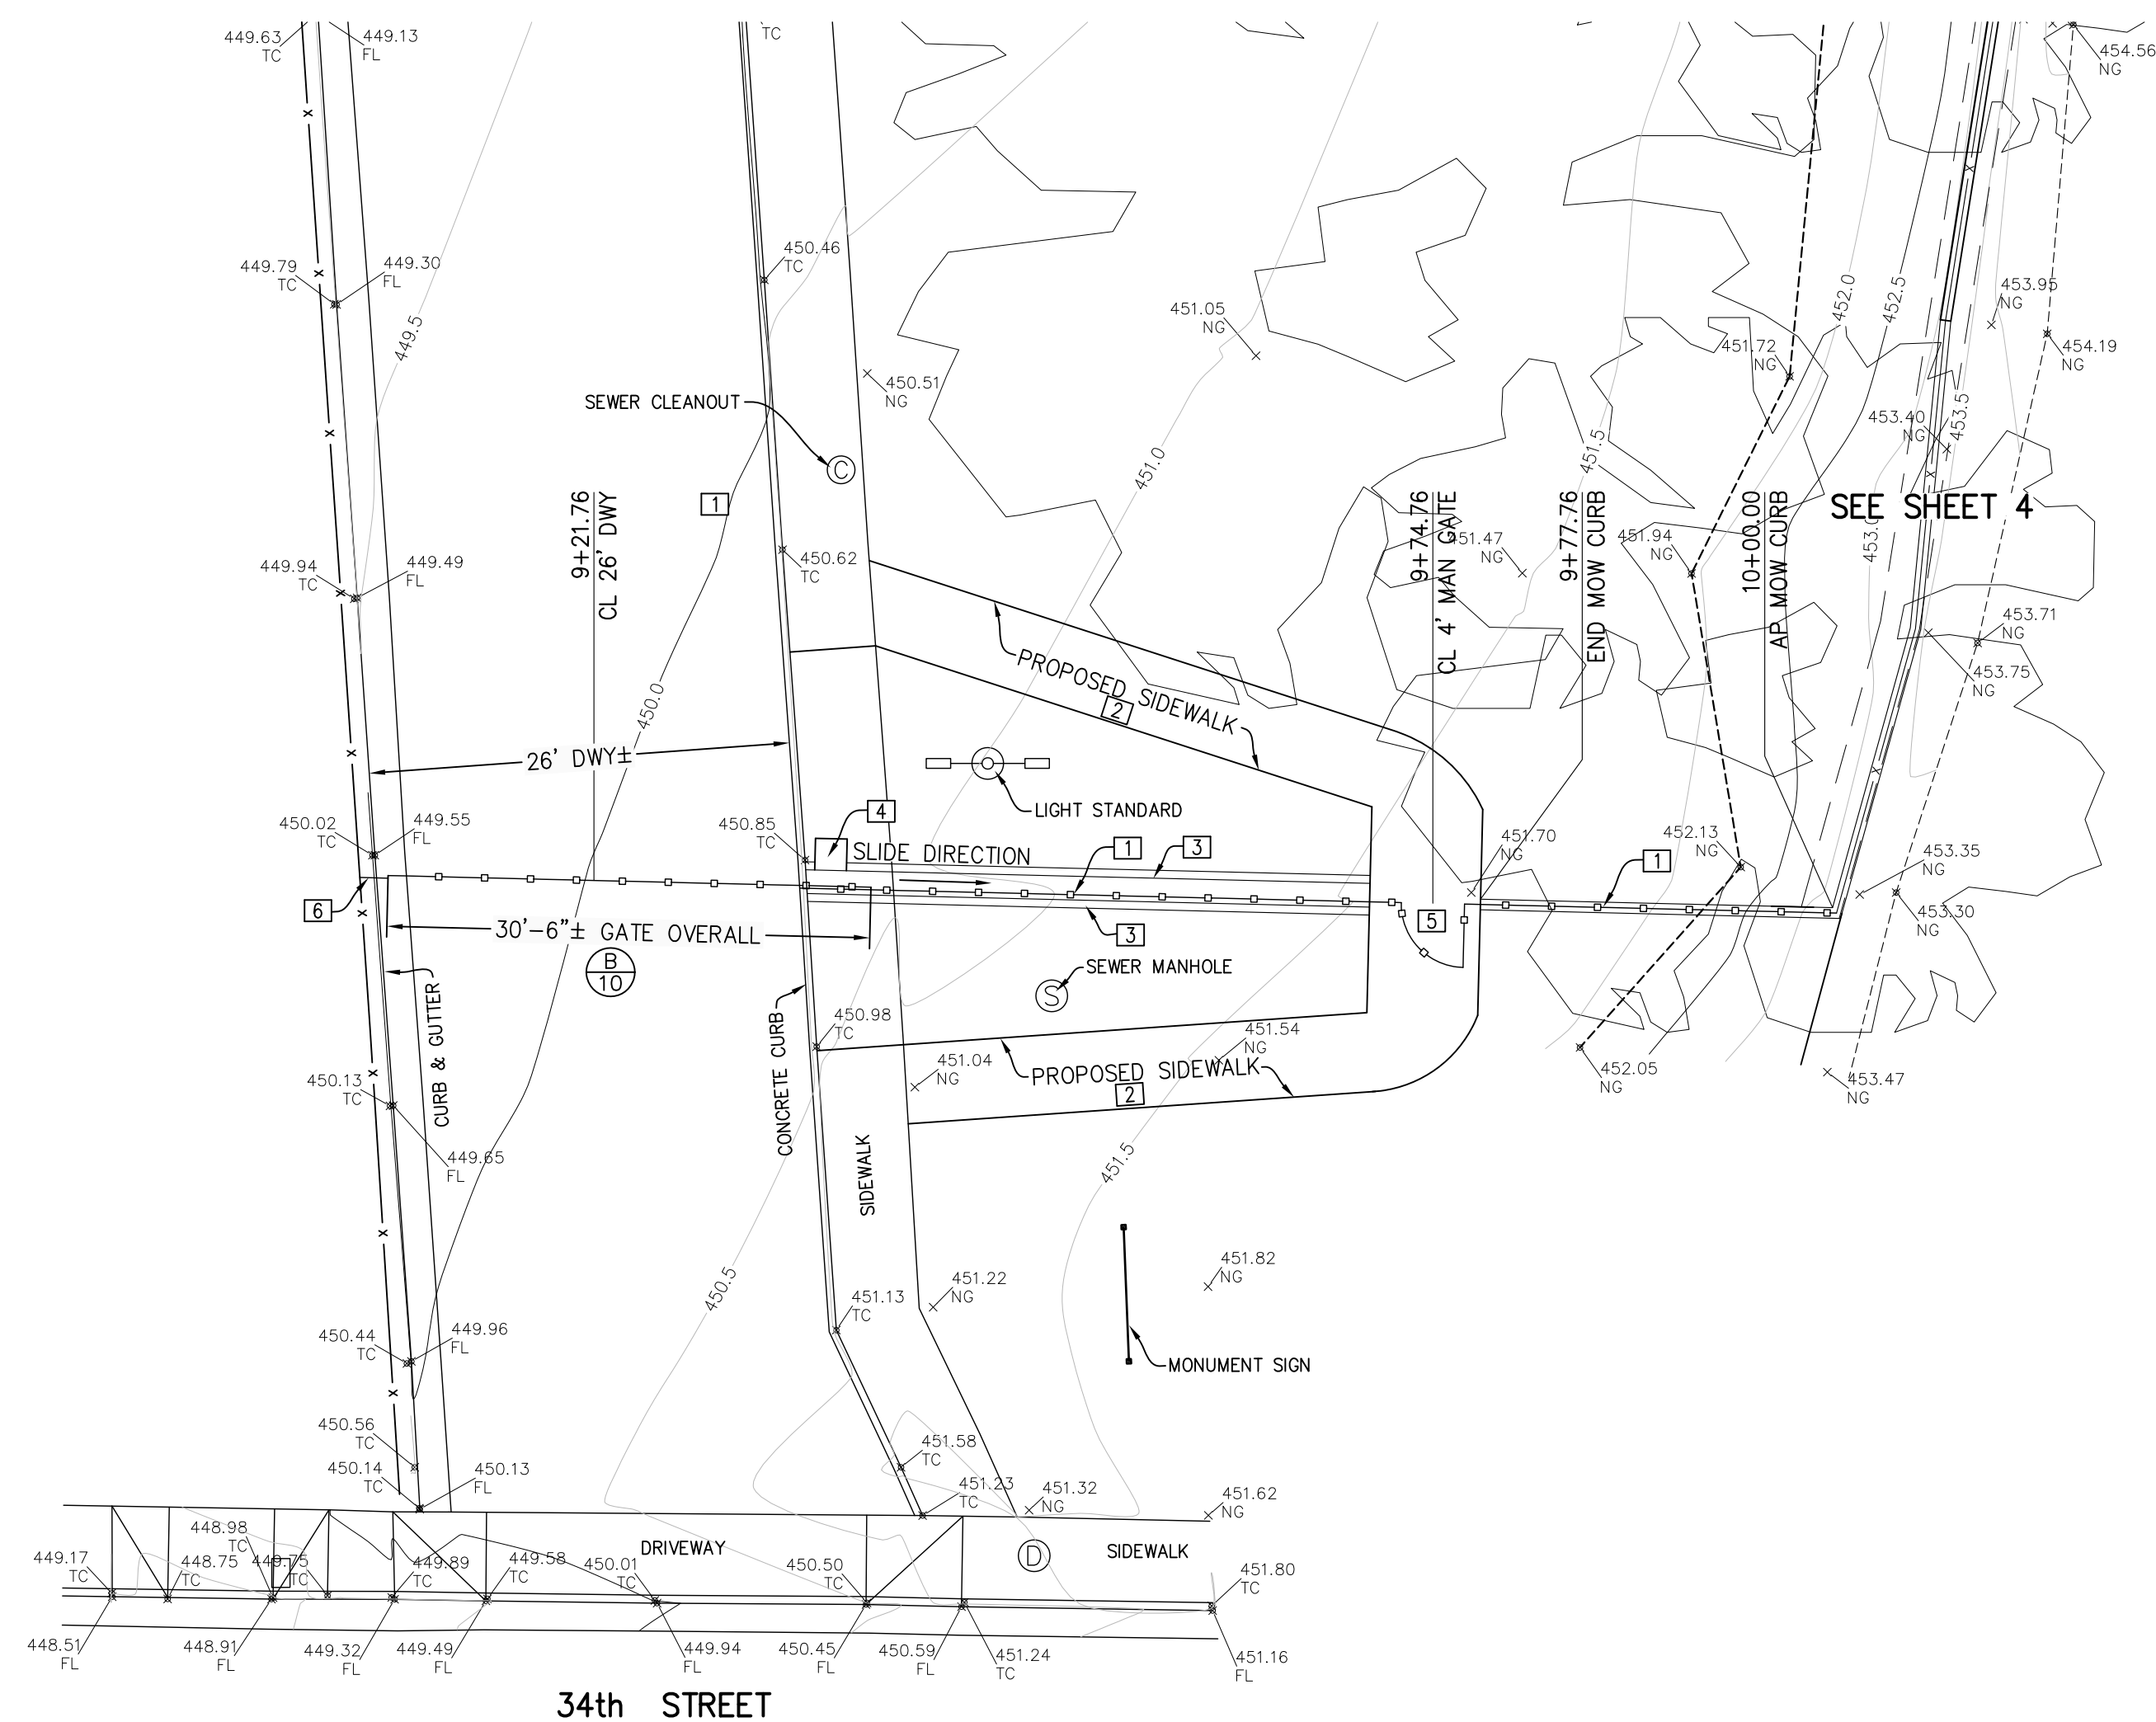 449.63
TC
449.13
FL
TC
454.56
NG
449.79
TC
449.30
FL
449.5
450.46
TC
451.05
NG
452.0
452.5
453.95
NG
454.19
NG
451.72
NG
450.51
NG
SEWER CLEANOUT
C
451.0
451.5
453.40
NG
453.5
1
9+21.76
CL 26' DWY
9+74.76
CL 4' MAN GATE
9+77.76
END MOW CURB
10+00.00
AP MOW CURB
SEE SHEET 4
453.0
449.94
TC
449.49
FL
450.62
TC
451.47
NG
451.94
NG
453.71
NG
453.75
NG
PROPOSED SIDEWALK
2
450.0
26' DWY±
LIGHT STANDARD
450.02
TC
449.55
FL
450.85
TC
4
SLIDE DIRECTION
1
3
451.70
NG
452.13
NG
1
453.35
NG
453.30
NG
6
30'-6"± GATE OVERALL
B
10
3
5
SEWER MANHOLE
S
CURB & GUTTER
CONCRETE CURB
450.98
TC
451.04
NG
451.54
NG
PROPOSED SIDEWALK
2
452.05
NG
453.47
NG
450.13
TC
449.65
FL
SIDEWALK
451.5
450.5
451.22
NG
451.82
NG
451.13
TC
MONUMENT SIGN
450.44
TC
449.96
FL
450.56
TC
450.14
TC
450.13
FL
451.58
TC
451.23
TC
451.32
NG
451.62
NG
448.98
TC
449.17
TC
448.75
TC
449.75
TC
449.89
TC
449.58
TC
450.01
TC
DRIVEWAY
450.50
TC
D
SIDEWALK
451.80
TC
448.51
FL
448.91
FL
449.32
FL
449.49
FL
449.94
FL
450.45
FL
450.59
FL
451.24
TC
451.16
FL
34th STREET